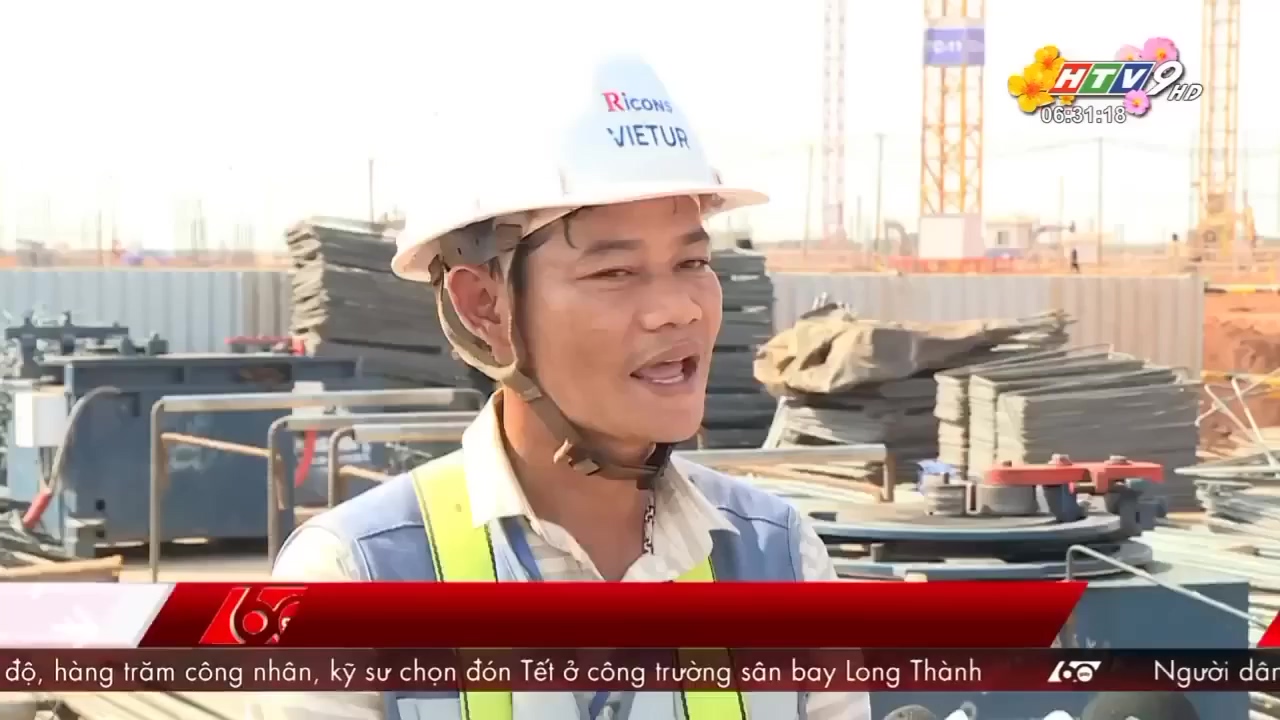 HTV9 HD
06:31:18
RICONS
VIETUR
độ, hàng trăm công nhân, kỹ sư chọn đón Tết ở công trường sân bay Long Thành
60
Người dân